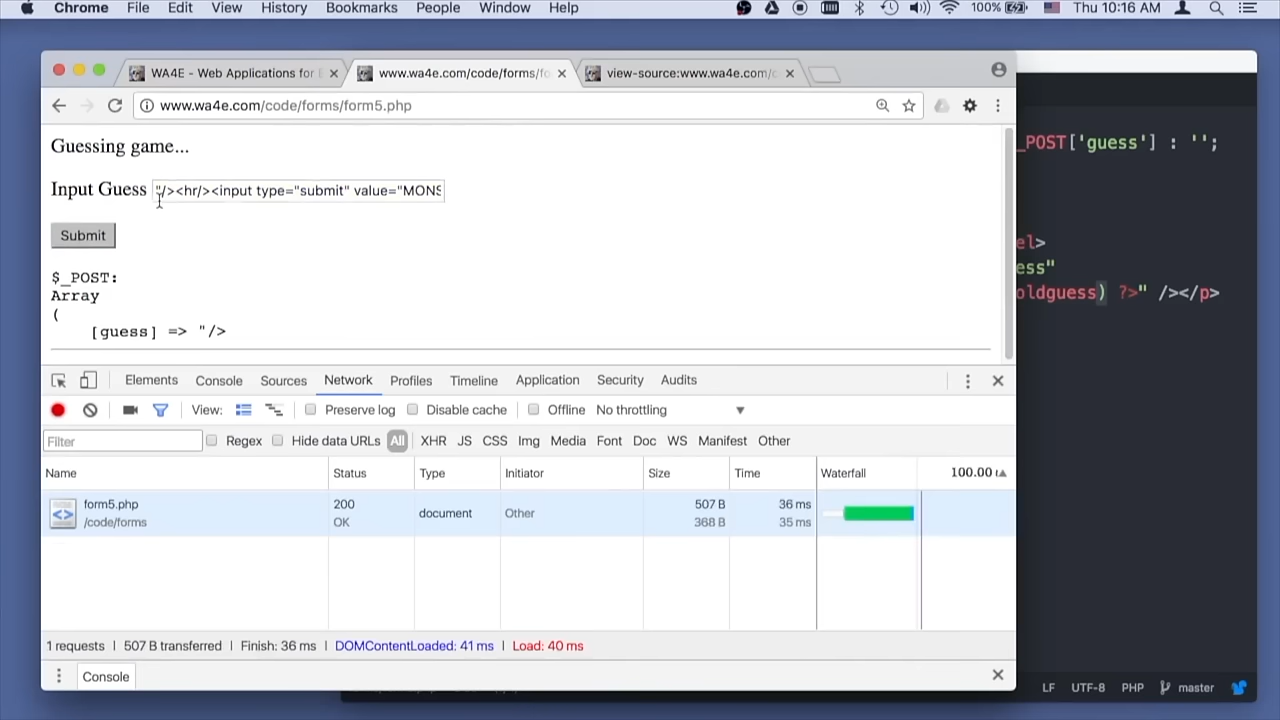 Chrome File Edit View History Bookmarks People Window Help 100% Thu 10:16 AM
WA4E - Web Applications for E
www.wa4e.com/code/forms/fo
view-source:www.wa4e.com/c
www.wa4e.com/code/forms/form5.php
Guessing game...
Input Guess "/><hr/><input type="submit" value="MONS
Submit
$_POST:
Array
(
[guess] => "/>
_POST['guess'] : '';
el>
ess"
oldguess) ?>" /></p>
Elements Console Sources Network Profiles Timeline Application Security Audits
View: Preserve log Disable cache Offline No throttling
Filter Regex Hide data URLs All XHR JS CSS Img Media Font Doc WS Manifest Other
Name Status Type Initiator Size Time Waterfall 100.00
form5.php 200 document Other 507 B 36 ms
/code/forms OK 368 B 35 ms
1 requests | 507 B transferred | Finish: 36 ms | DOMContentLoaded: 41 ms | Load: 40 ms
Console
LF UTF-8 PHP master